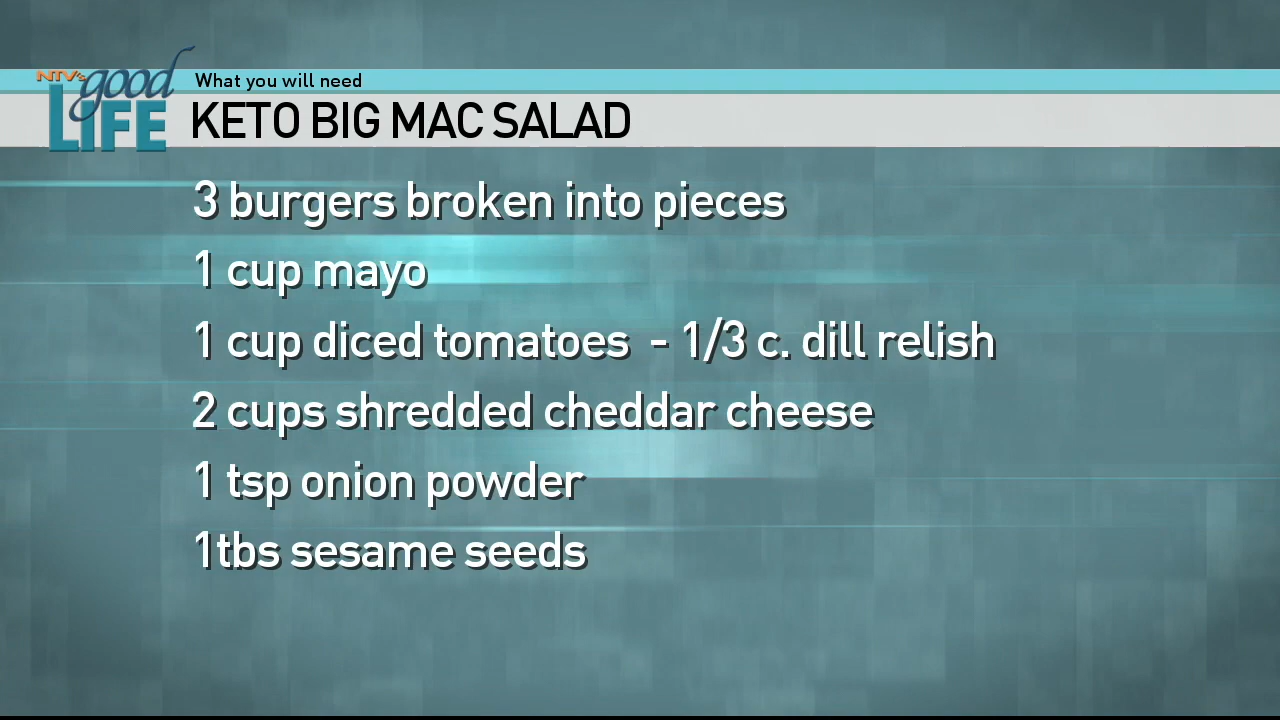 NTV's good LIFE
What you will need
KETO BIG MAC SALAD
3 burgers broken into pieces
1 cup mayo
1 cup diced tomatoes - 1/3 c. dill relish
2 cups shredded cheddar cheese
1 tsp onion powder
1tbs sesame seeds